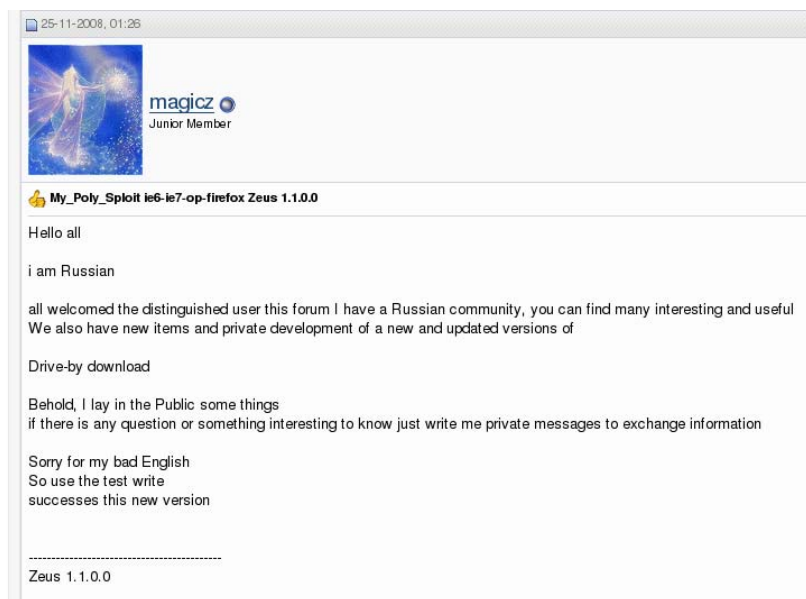 25-11-2008, 01:26
magicz
Junior Member
My_Poly_Sploit ie6-ie7-op-firefox Zeus 1.1.0.0
Hello all
i am Russian
all welcomed the distinguished user this forum I have a Russian community, you can find many interesting and useful
We also have new items and private development of a new and updated versions of
Drive-by download
Behold, I lay in the Public some things
if there is any question or something interesting to know just write me private messages to exchange information
Sorry for my bad English
So use the test write
successes this new version
-------------------------------------------
Zeus 1.1.0.0